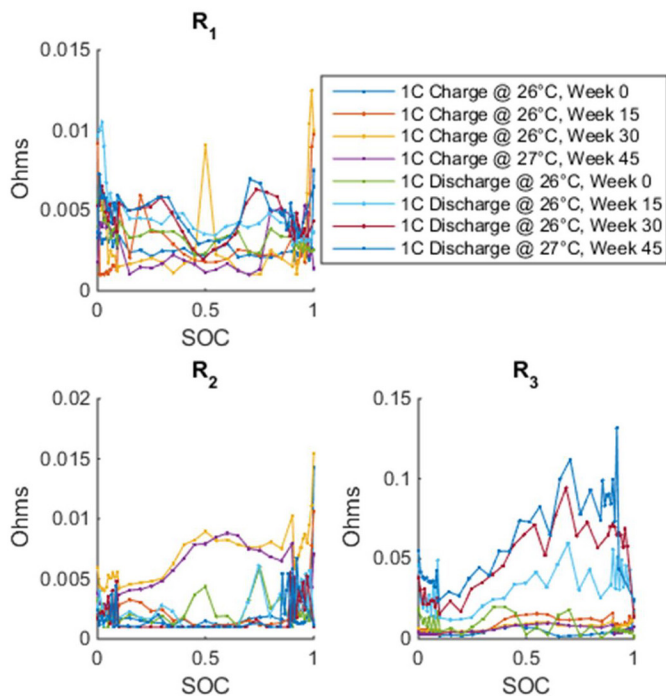 R1
0.015
0.01
0.005
0
Ohms
0
0.5
1
SOC
1C Charge @ 26°C, Week 0
1C Charge @ 26°C, Week 15
1C Charge @ 26°C, Week 30
1C Charge @ 27°C, Week 45
1C Discharge @ 26°C, Week 0
1C Discharge @ 26°C, Week 15
1C Discharge @ 26°C, Week 30
1C Discharge @ 27°C, Week 45
R2
0.02
0.015
0.01
0.005
0
Ohms
0
0.5
1
SOC
R3
0.15
0.1
0.05
0
Ohms
0
0.5
1
SOC